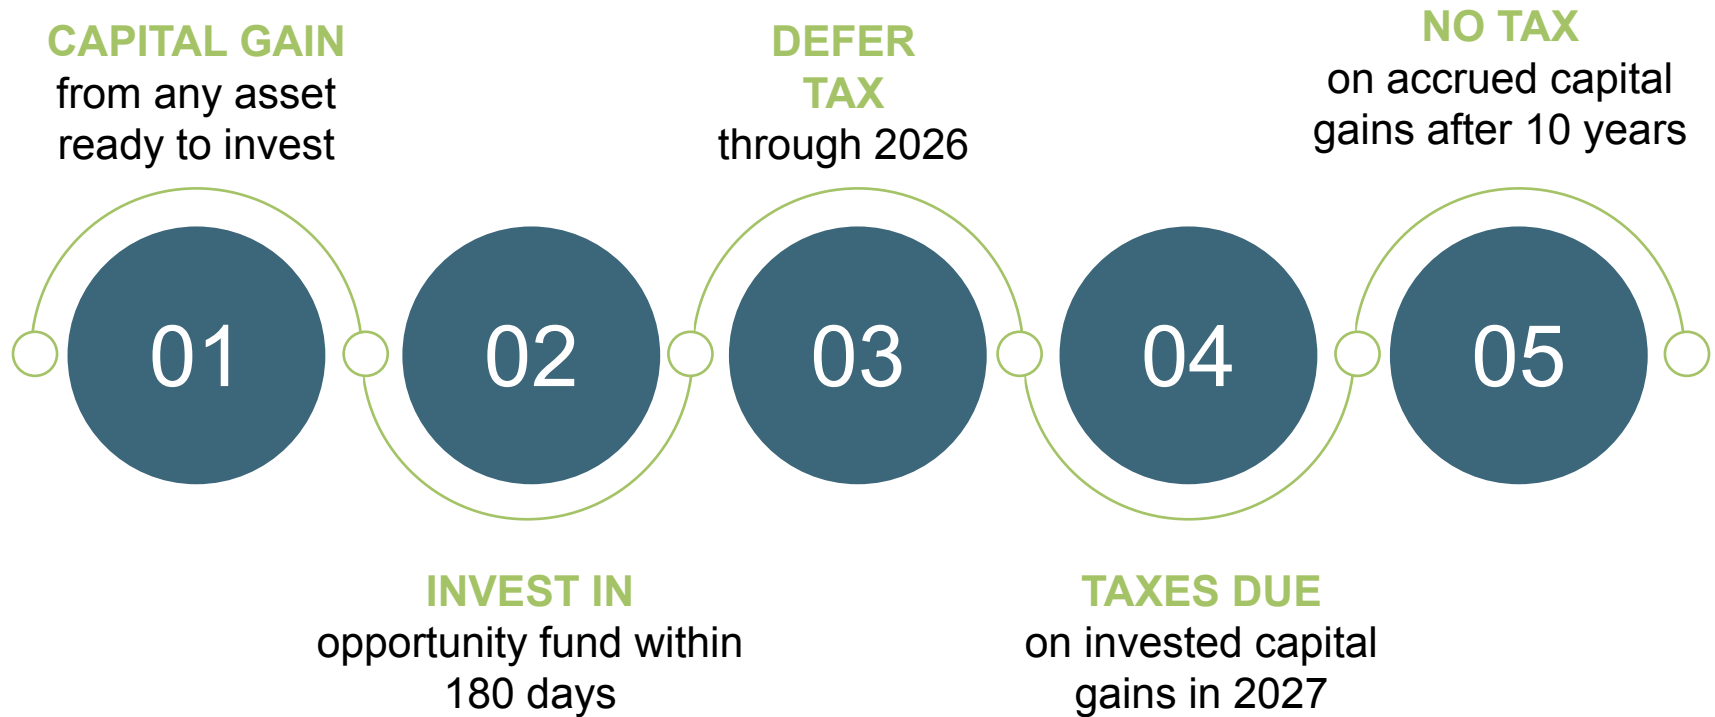 CAPITAL GAIN
from any asset
ready to invest
DEFER
TAX
through 2026
NO TAX
on accrued capital
gains after 10 years
01
02
03
04
05
INVEST IN
opportunity fund within
180 days
TAXES DUE
on invested capital
gains in 2027